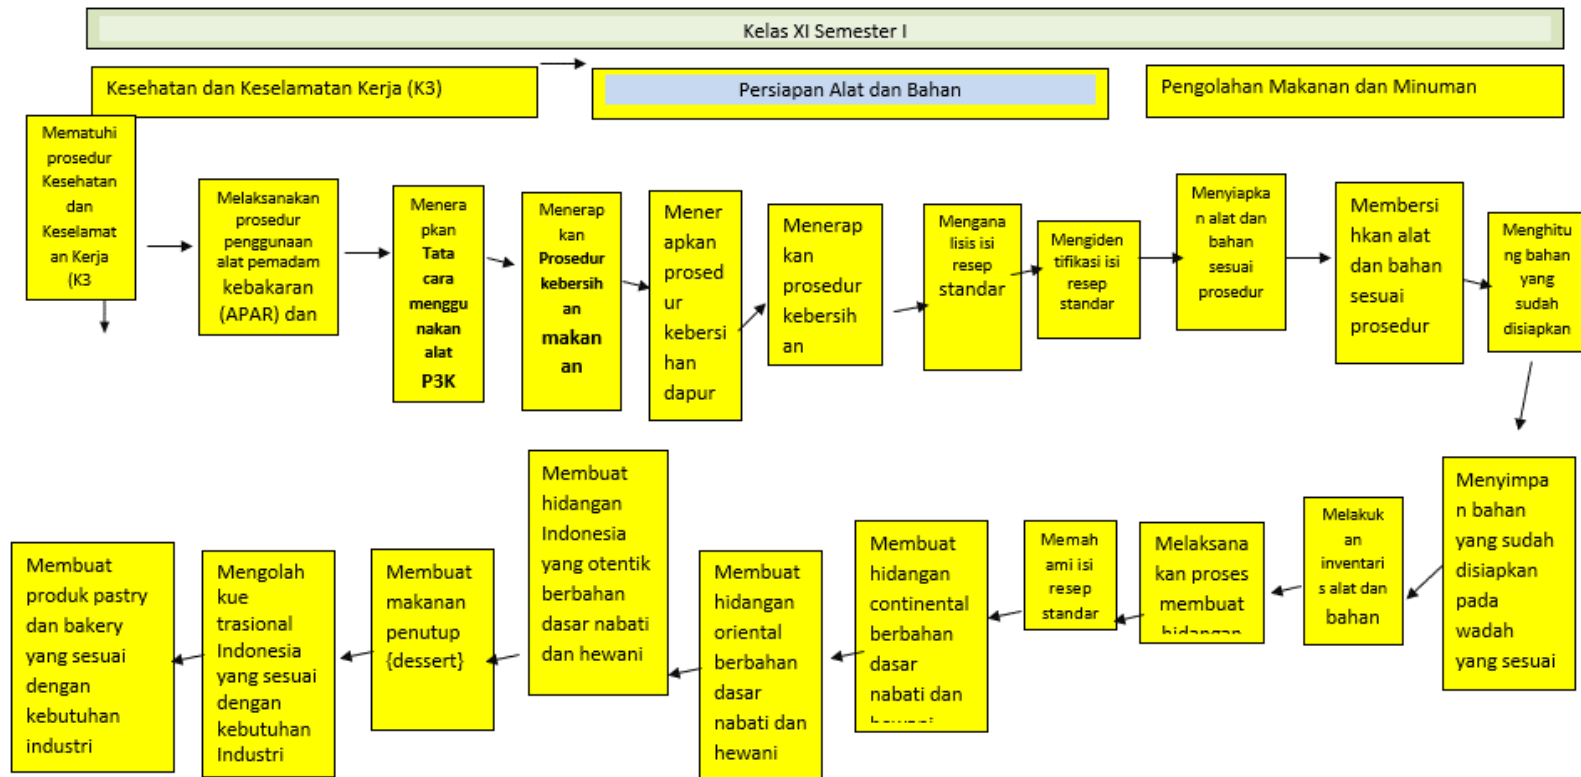 Kelas XI Semester I
Kesehatan dan Keselamatan Kerja (K3)
Persiapan Alat dan Bahan
Pengolahan Makanan dan Minuman
Mematuhi
prosedur
Kesehatan
dan
Keselamat
an Kerja
(K3
Melaksanakan
prosedur
penggunaan
alat pemadam
kebakaran
(APAR) dan
Menera
pkan
Tata
cara
menggu
nakan
alat
P3K
Menerap
kan
Prosedur
kebersih
an
makan
an
Mener
apkan
prosed
ur
kebersi
han
dapur
Menerap
kan
prosedur
kebersih
an
Mengana
lisis isi
resep
standar
Mengiden
tifikasi isi
resep
standar
Menyiapka
n alat dan
bahan
sesuai
prosedur
Membersi
hkan alat
dan bahan
sesuai
prosedur
Menghitu
ng bahan
yang
sudah
disiapkan
Menyimpa
n bahan
yang sudah
disiapkan
pada
wadah
yang sesuai
Melakuk
an
inventari
s alat dan
bahan
Melaksana
kan proses
membuat
hidangan
Memah
ami isi
resep
standar
Membuat
hidangan
continental
berbahan
dasar
nabati dan
hewani
Membuat
hidangan
oriental
berbahan
dasar
nabati dan
hewani
Membuat
hidangan
Indonesia
yang otentik
berbahan
dasar nabati
dan hewani
Membuat
makanan
penutup
{dessert}
Mengolah
kue
trasional
Indonesia
yang sesuai
dengan
kebutuhan
Industri
Membuat
produk pastry
dan bakery
yang sesuai
dengan
kebutuhan
industri